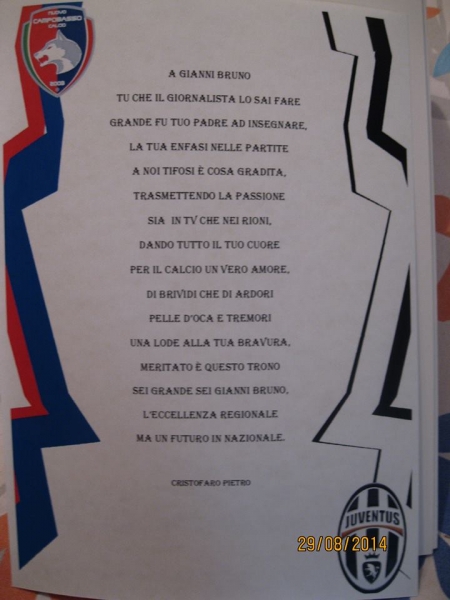 NUOVO
CAMPOBASSO
CALCIO
A GIANNI BRUNO
TU CHE IL GIORNALISTA LO SAI FARE
GRANDE FU TUO PADRE AD INSEGNARE,
LA TUA ENFASI NELLE PARTITE
A NOI TIFOSI È COSA GRADITA,
TRASMETTENDO LA PASSIONE
SIA IN TV CHE NEI RIONI,
DANDO TUTTO IL TUO CUORE
PER IL CALCIO UN VERO AMORE,
DI BRIVIDI CHE DI ARDORI
PELLE D'OCA E TREMORI
UNA LODE ALLA TUA BRAVURA,
MERITATO È QUESTO TRONO
SEI GRANDE SEI GIANNI BRUNO,
L'ECCELLENZA REGIONALE
MA UN FUTURO IN NAZIONALE.
CRISTOFARO PIETRO
JUVENTUS
29/08/2014